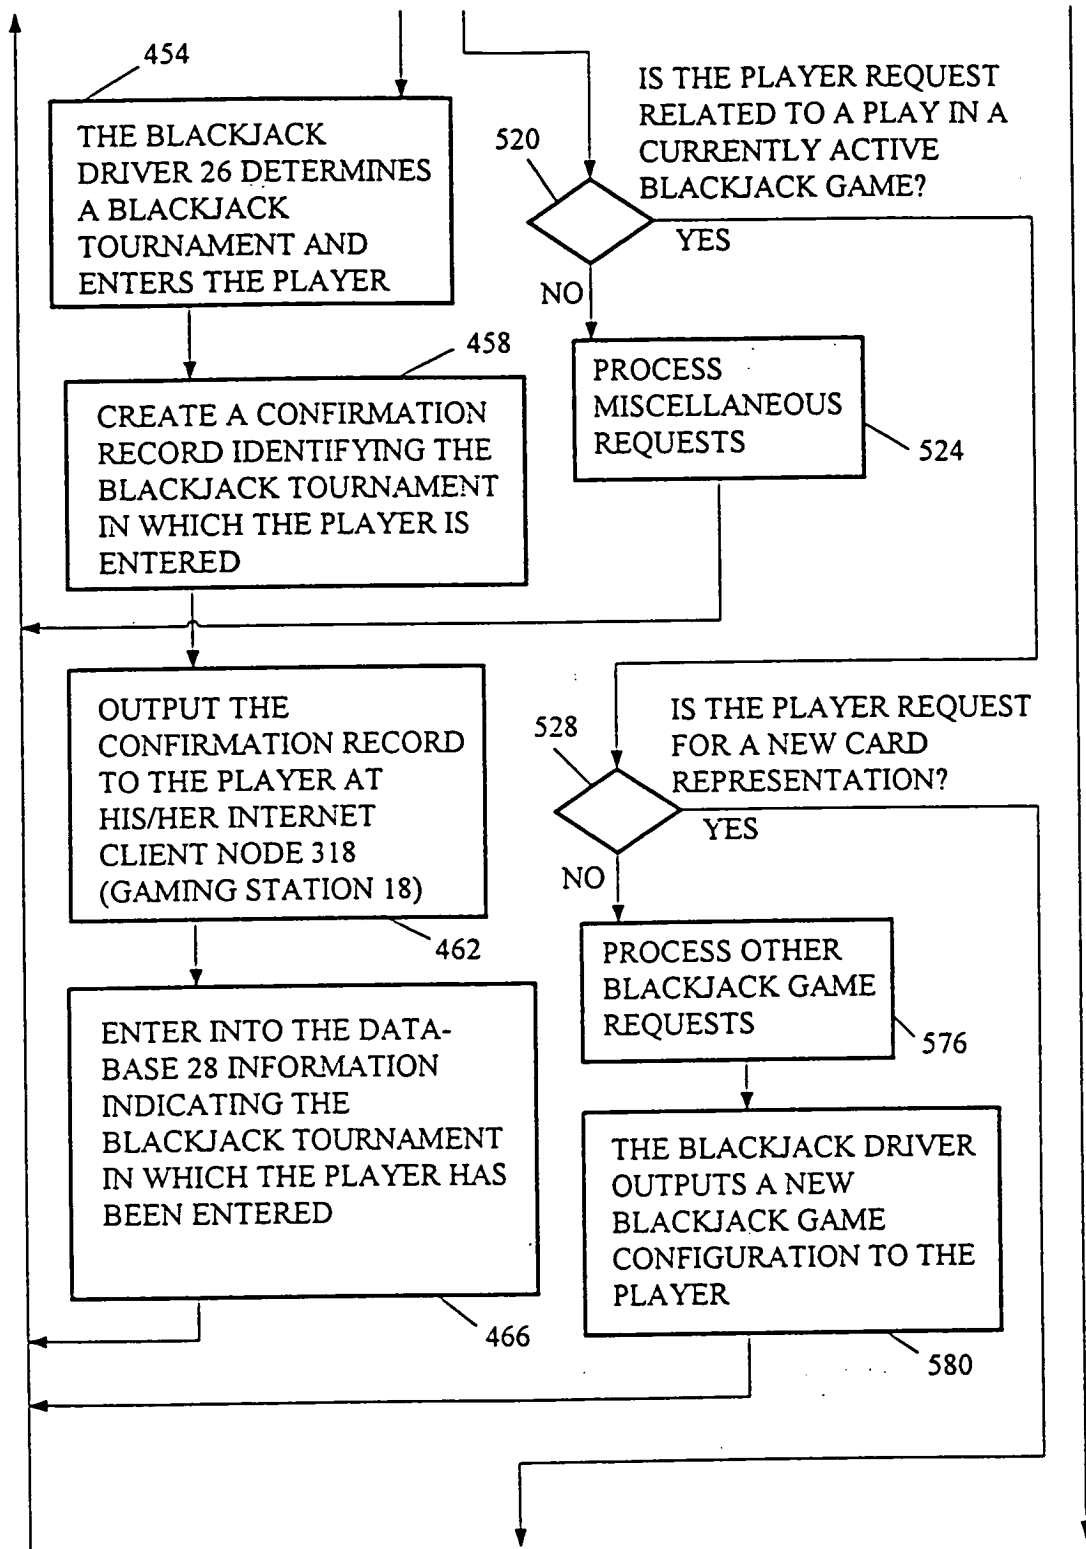 454
THE BLACKJACK
DRIVER 26 DETERMINES
A BLACKJACK
TOURNAMENT AND
ENTERS THE PLAYER
458
CREATE A CONFIRMATION
RECORD IDENTIFYING THE
BLACKJACK TOURNAMENT
IN WHICH THE PLAYER IS
ENTERED
OUTPUT THE
CONFIRMATION RECORD
TO THE PLAYER AT
HIS/HER INTERNET
CLIENT NODE 318
(GAMING STATION 18)
462
ENTER INTO THE DATA-
BASE 28 INFORMATION
INDICATING THE
BLACKJACK TOURNAMENT
IN WHICH THE PLAYER HAS
BEEN ENTERED
466
IS THE PLAYER REQUEST
RELATED TO A PLAY IN A
CURRENTLY ACTIVE
BLACKJACK GAME?
520
YES
NO
PROCESS
MISCELLANEOUS
REQUESTS
524
IS THE PLAYER REQUEST
FOR A NEW CARD
REPRESENTATION?
528
YES
NO
PROCESS OTHER
BLACKJACK GAME
REQUESTS
576
THE BLACKJACK DRIVER
OUTPUTS A NEW
BLACKJACK GAME
CONFIGURATION TO THE
PLAYER
580